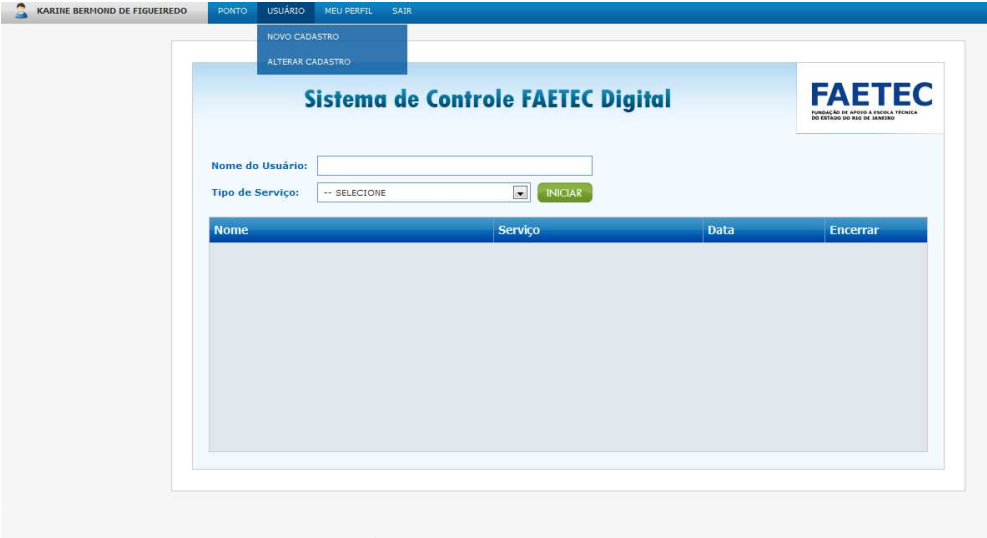 KARINE BERMOND DE FIGUEIREDO PONTO USUÁRIO MEU PERFIL SAIR
NOVO CADASTRO
ALTERAR CADASTRO
Sistema de Controle FAETEC Digital
FAETEC
FUNDAÇÃO DE APOIO À ESCOLA TÉCNICA
DO ESTADO DO RIO DE JANEIRO
Nome do Usuário:
Tipo de Serviço: -- SELECIONE INICIAR
Nome Serviço Data Encerrar